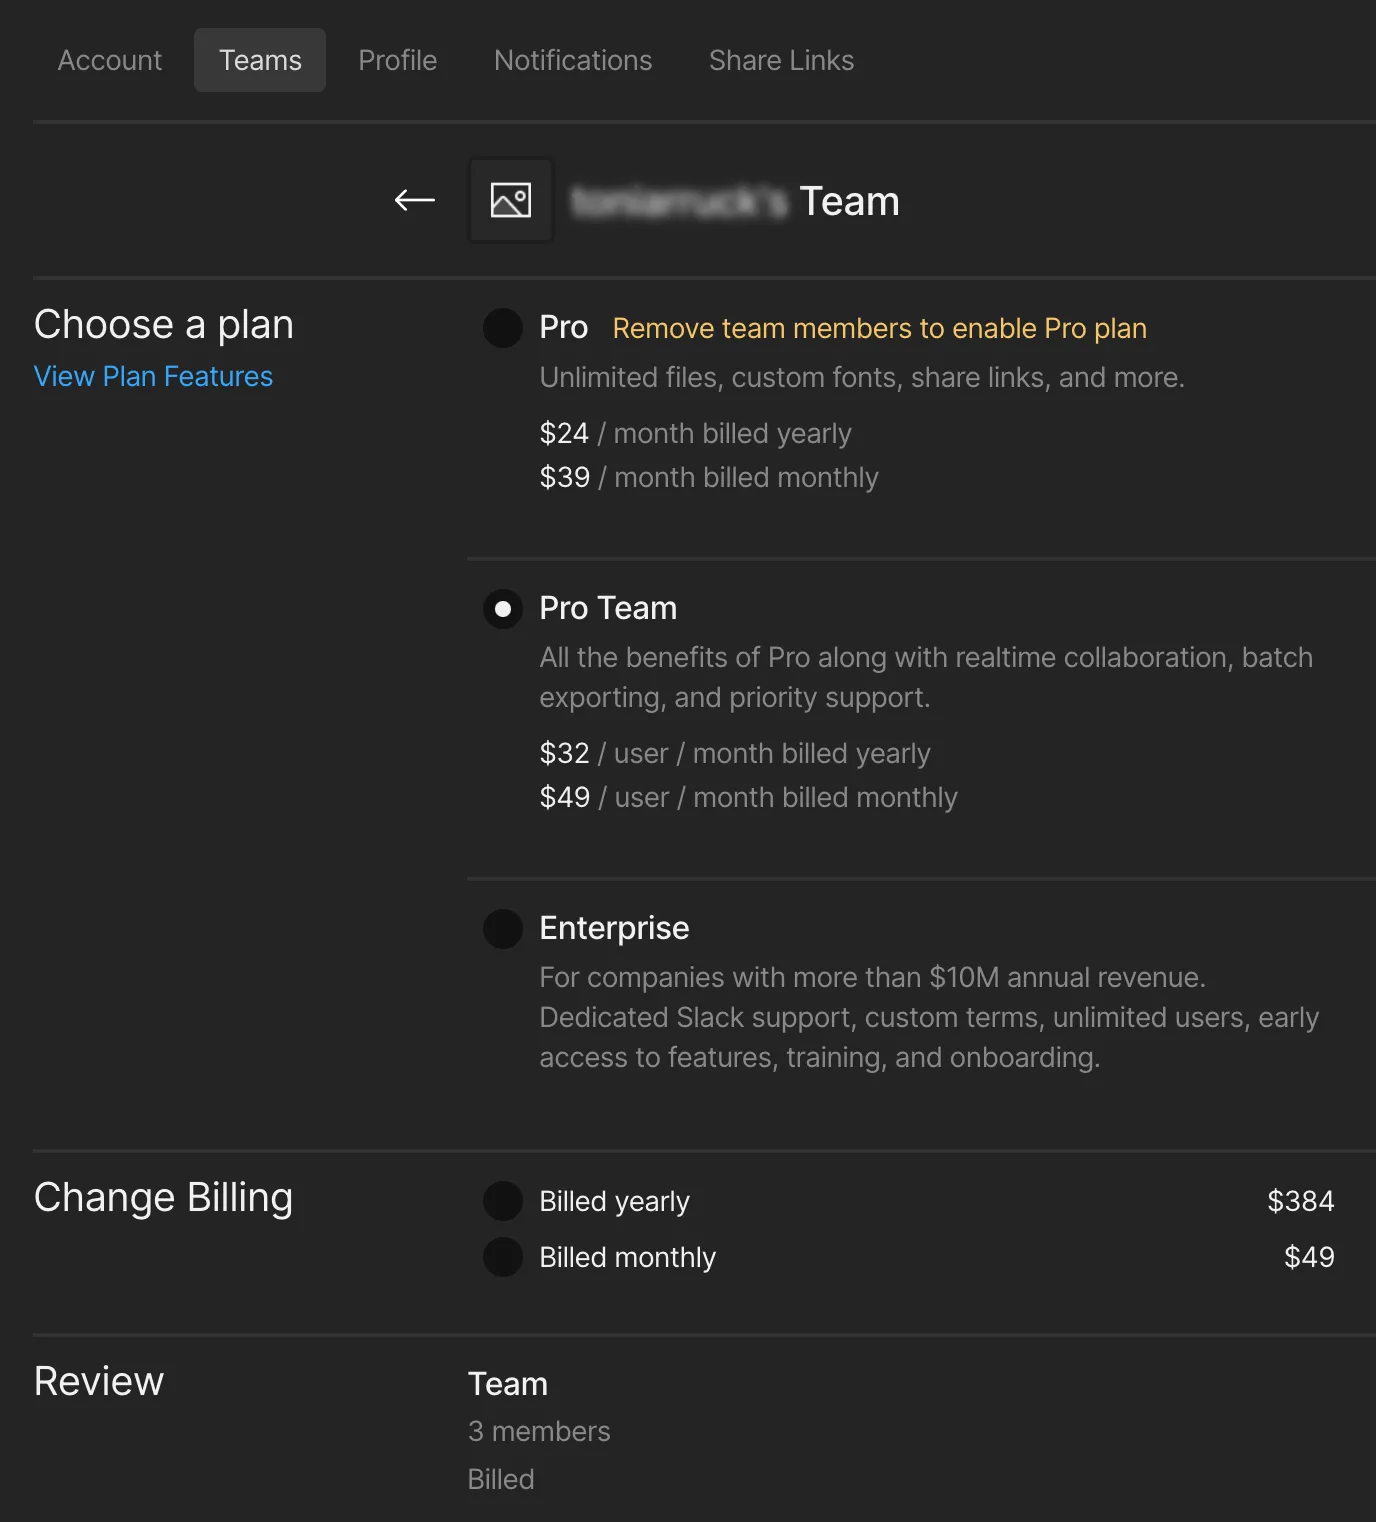 Account Teams Profile Notifications Share Links
Team
Choose a plan
View Plan Features
Pro Remove team members to enable Pro plan
Unlimited files, custom fonts, share links, and more.
$24 / month billed yearly
$39 / month billed monthly
Pro Team
All the benefits of Pro along with realtime collaboration, batch
exporting, and priority support.
$32 / user / month billed yearly
$49 / user / month billed monthly
Enterprise
For companies with more than $10M annual revenue.
Dedicated Slack support, custom terms, unlimited users, early
access to features, training, and onboarding.
Change Billing
Billed yearly $384
Billed monthly $49
Review
Team
3 members
Billed